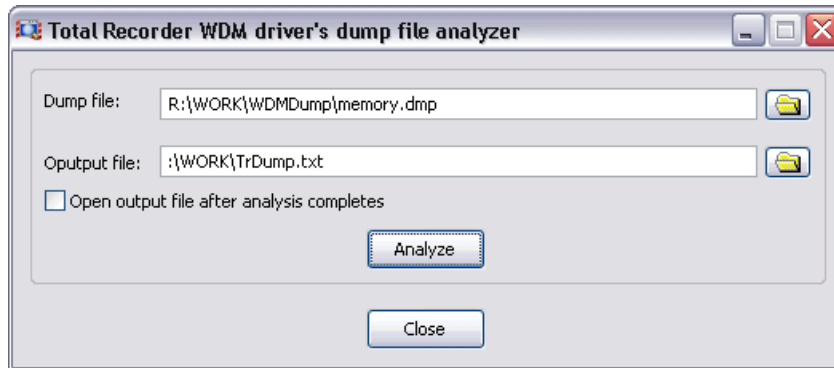 Total Recorder WDM driver's dump file analyzer
Dump file: R:\WORK\WDMDump\memory.dmp
Oputput file: :\WORK\TrDump.txt
Open output file after analysis completes
Analyze
Close